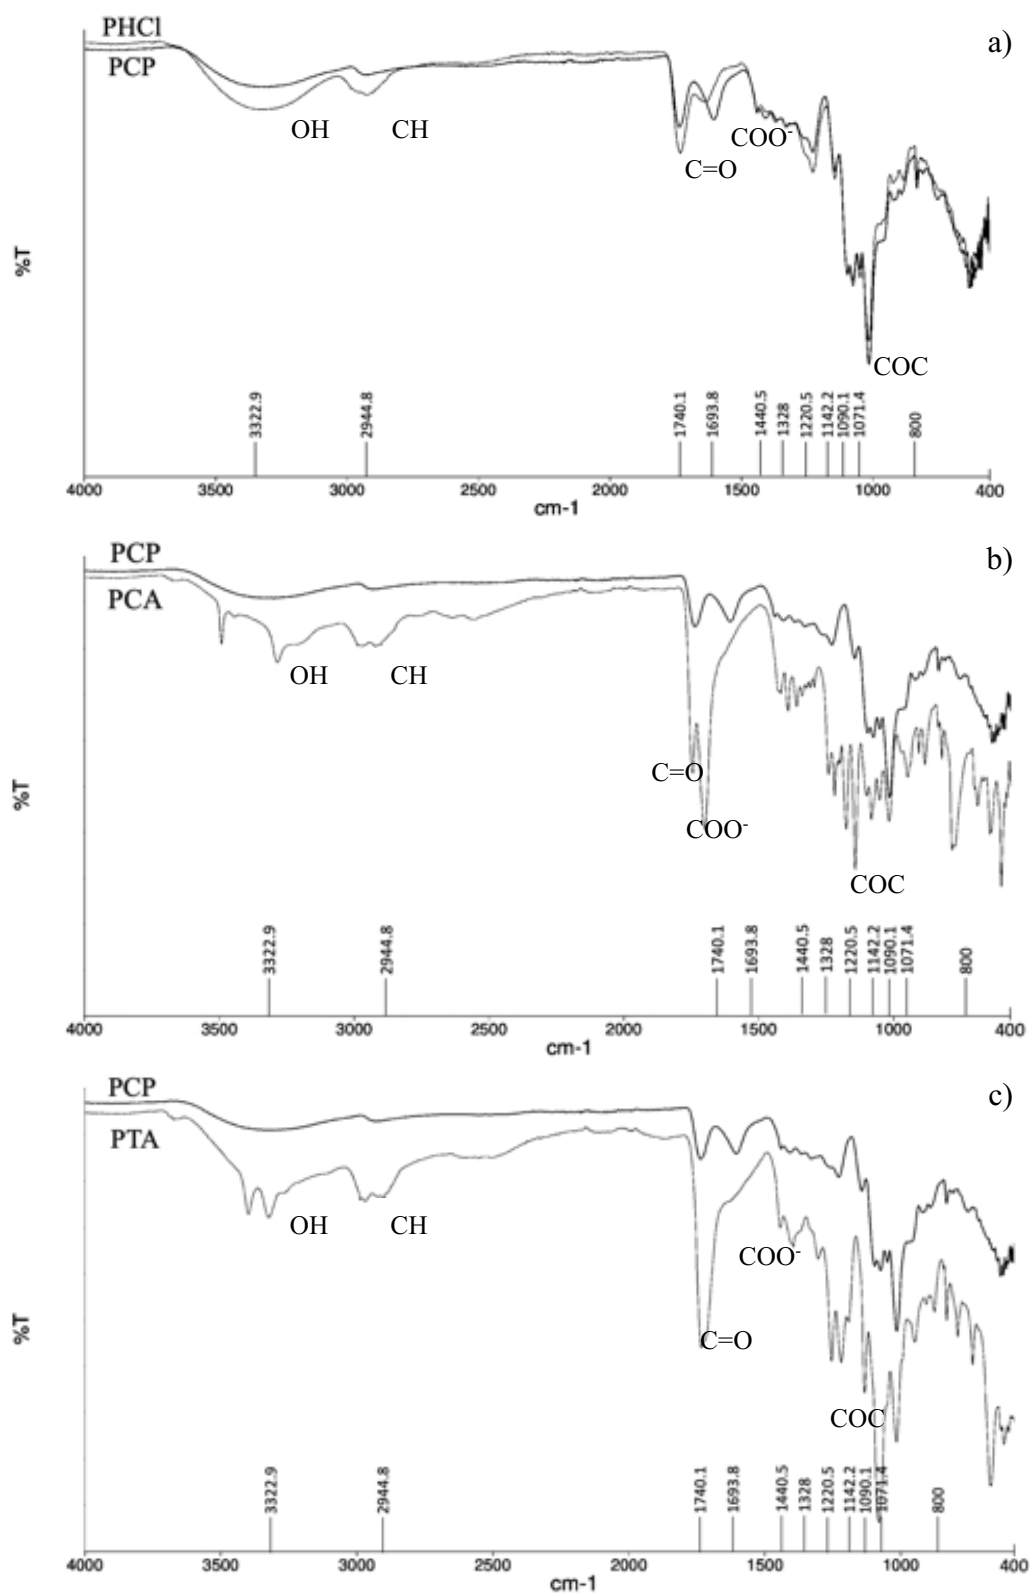 PHCl
a)
PCP
OH
CH
COO-
C=O
%T
COC
3322.9
2944.8
1740.1
1693.8
1440.5
1328
1220.5
1142.2
1090.1
1071.4
800
4000
3500
3000
2500
2000
1500
1000
400
cm-1
PCP
b)
PCA
OH
CH
C=O
%T
COO-
COC
3322.9
2944.8
1740.1
1693.8
1440.5
1328
1220.5
1142.2
1090.1
1071.4
800
4000
3500
3000
2500
2000
1500
1000
400
cm-1
PCP
c)
PTA
OH
CH
COO-
%T
C=O
COC
3322.9
2944.8
1740.1
1693.8
1440.5
1328
1220.5
1142.2
1090.1
1071.4
800
4000
3500
3000
2500
2000
1500
1000
400
cm-1